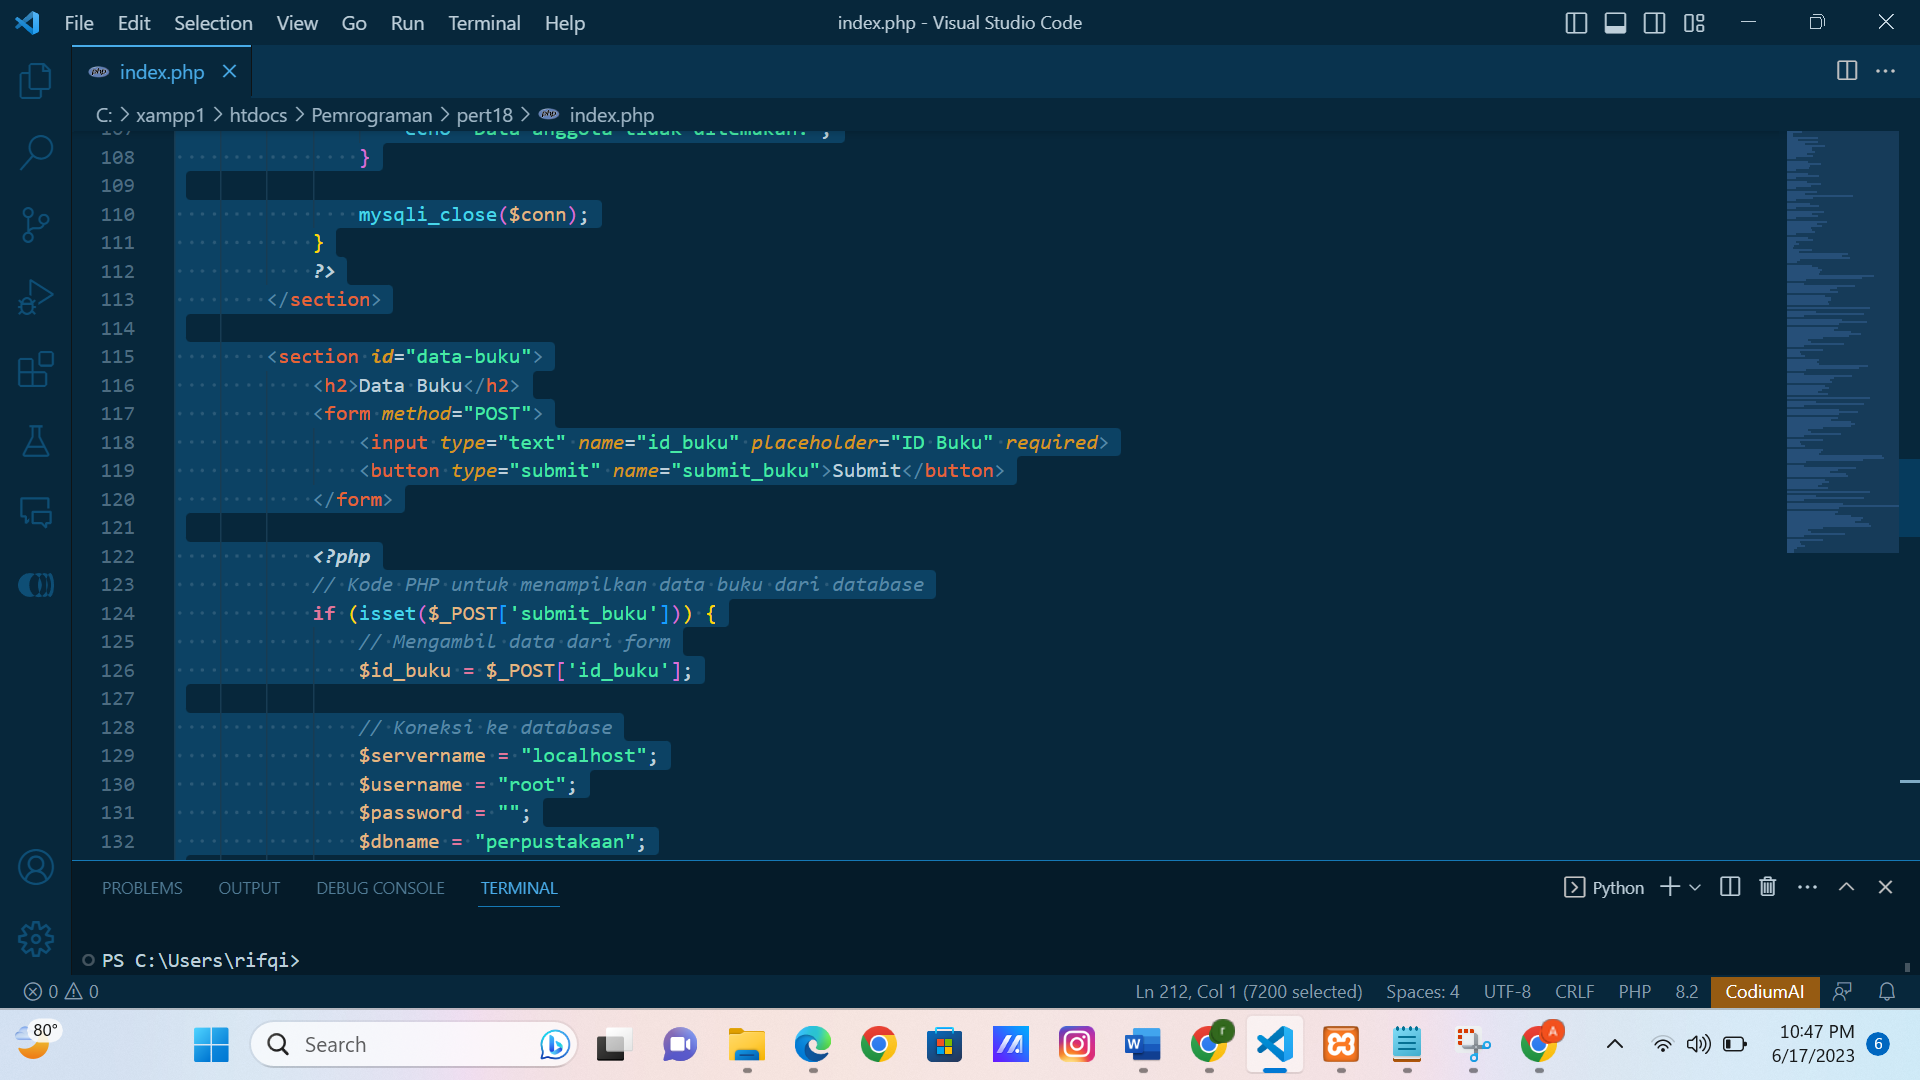 File Edit Selection View Go Run Terminal Help
index.php - Visual Studio Code
index.php
C: > xampp1 > htdocs > Pemrograman > pert18 > index.php
107 echo "Data anggota tidak ditemukan.";
108 }
109
110 mysqli_close($conn);
111 }
112 ?>
113 </section>
114
115 <section id="data-buku">
116 <h2>Data Buku</h2>
117 <form method="POST">
118 <input type="text" name="id_buku" placeholder="ID Buku" required>
119 <button type="submit" name="submit_buku">Submit</button>
120 </form>
121
122 <?php
123 // Kode PHP untuk menampilkan data buku dari database
124 if (isset($_POST['submit_buku'])) {
125 // Mengambil data dari form
126 $id_buku = $_POST['id_buku'];
127
128 // Koneksi ke database
129 $servername = "localhost";
130 $username = "root";
131 $password = "";
132 $dbname = "perpustakaan";
PROBLEMS OUTPUT DEBUG CONSOLE TERMINAL
Python
PS C:\Users\rifqi>
0 0
Ln 212, Col 1 (7200 selected) Spaces: 4 UTF-8 CRLF PHP 8.2 CodiumAI
80°
Search
10:47 PM
6/17/2023
6